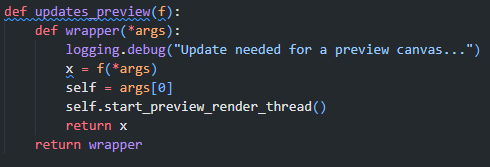 def updates_preview(f):
    def wrapper(*args):
        logging.debug("Update needed for a preview canvas...")
        x = f(*args)
        self = args[0]
        self.start_preview_render_thread()
        return x
    return wrapper